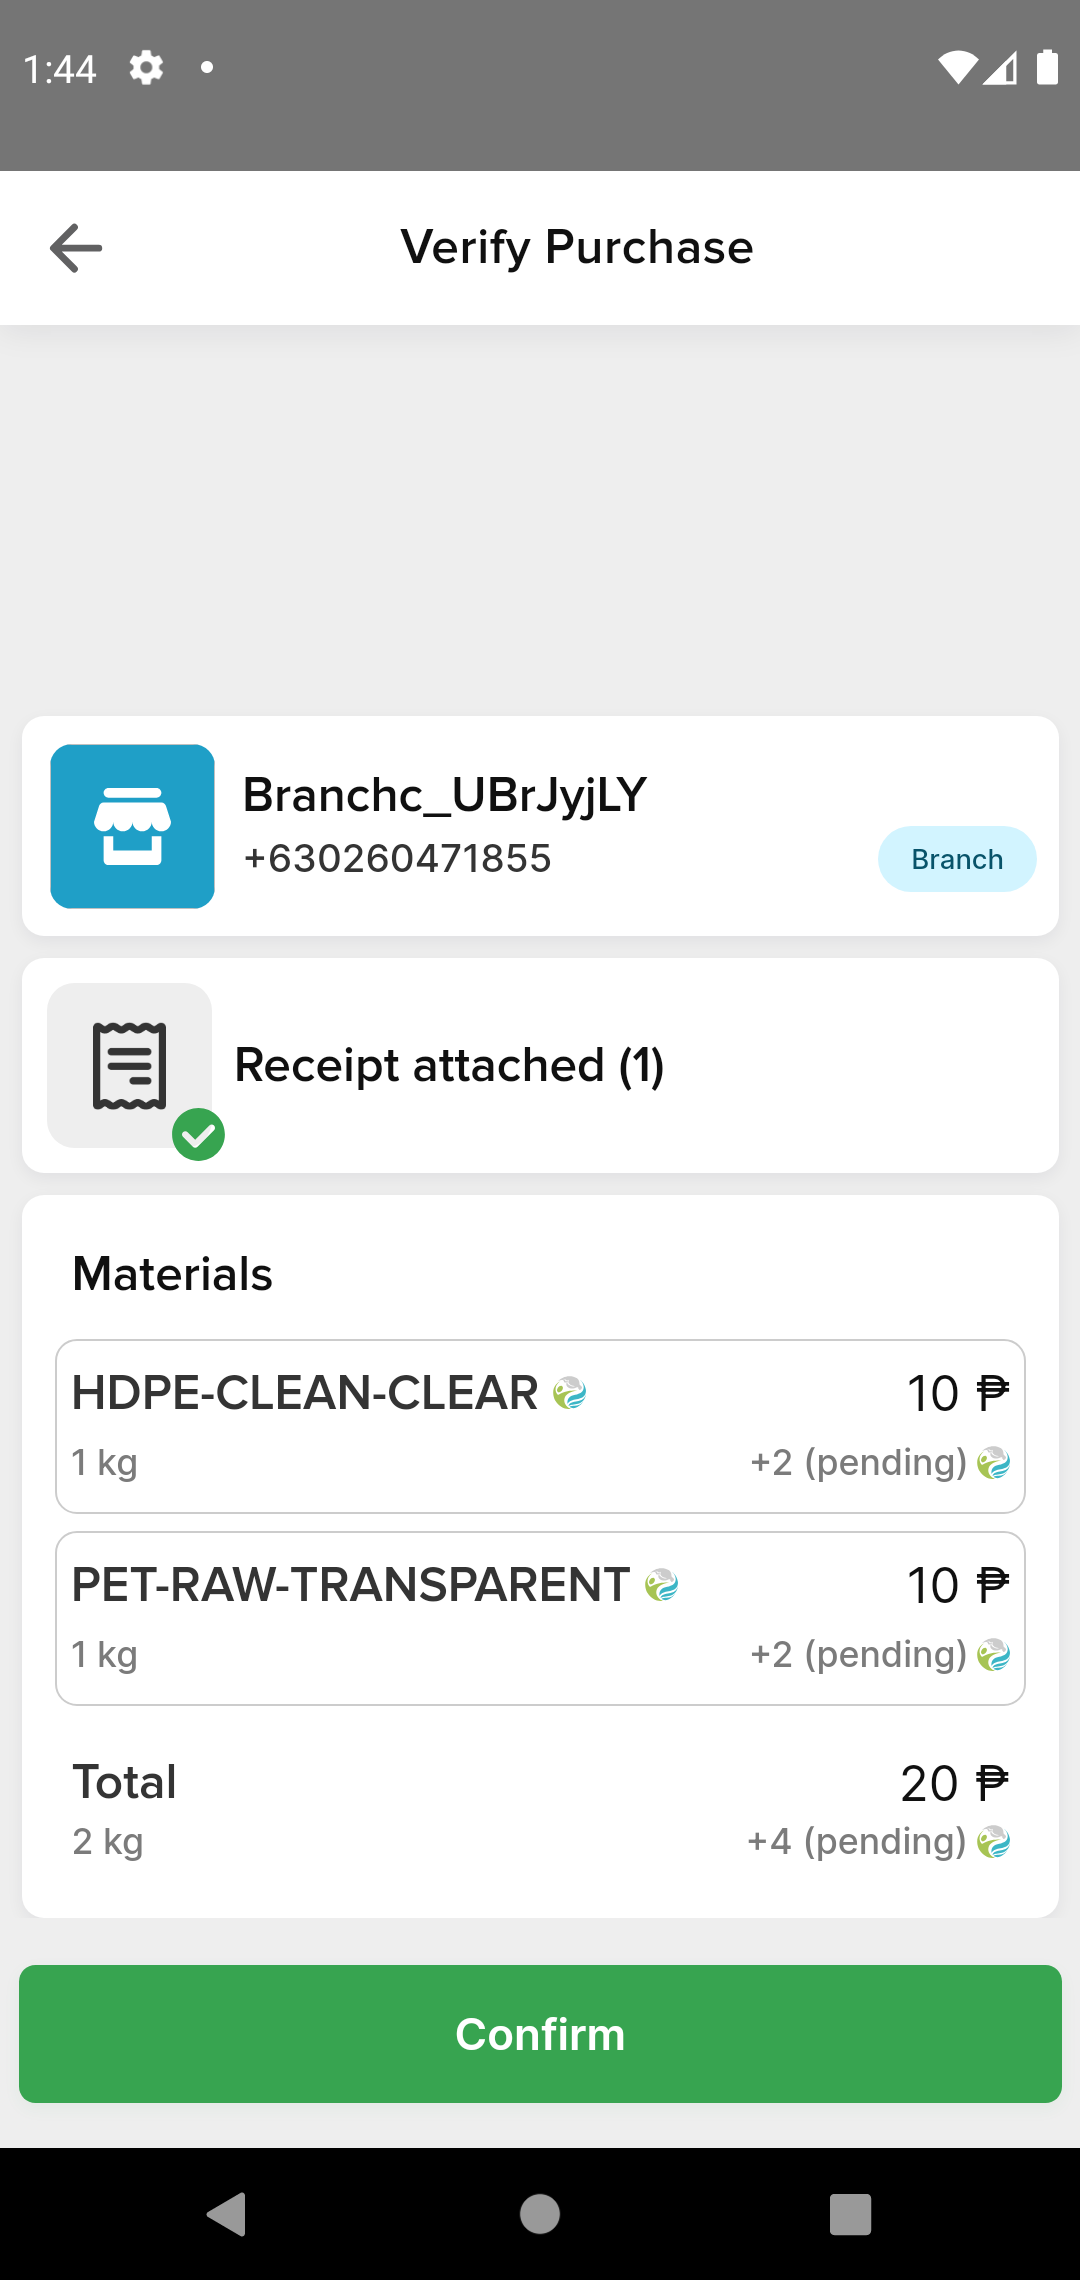 1:44
Verify Purchase
Branchc_UBrJyjLY
+630260471855
Branch
Receipt attached (1)
Materials
HDPE-CLEAN-CLEAR 10 ₱
1 kg +2 (pending)
PET-RAW-TRANSPARENT 10 ₱
1 kg +2 (pending)
Total 20 ₱
2 kg +4 (pending)
Confirm